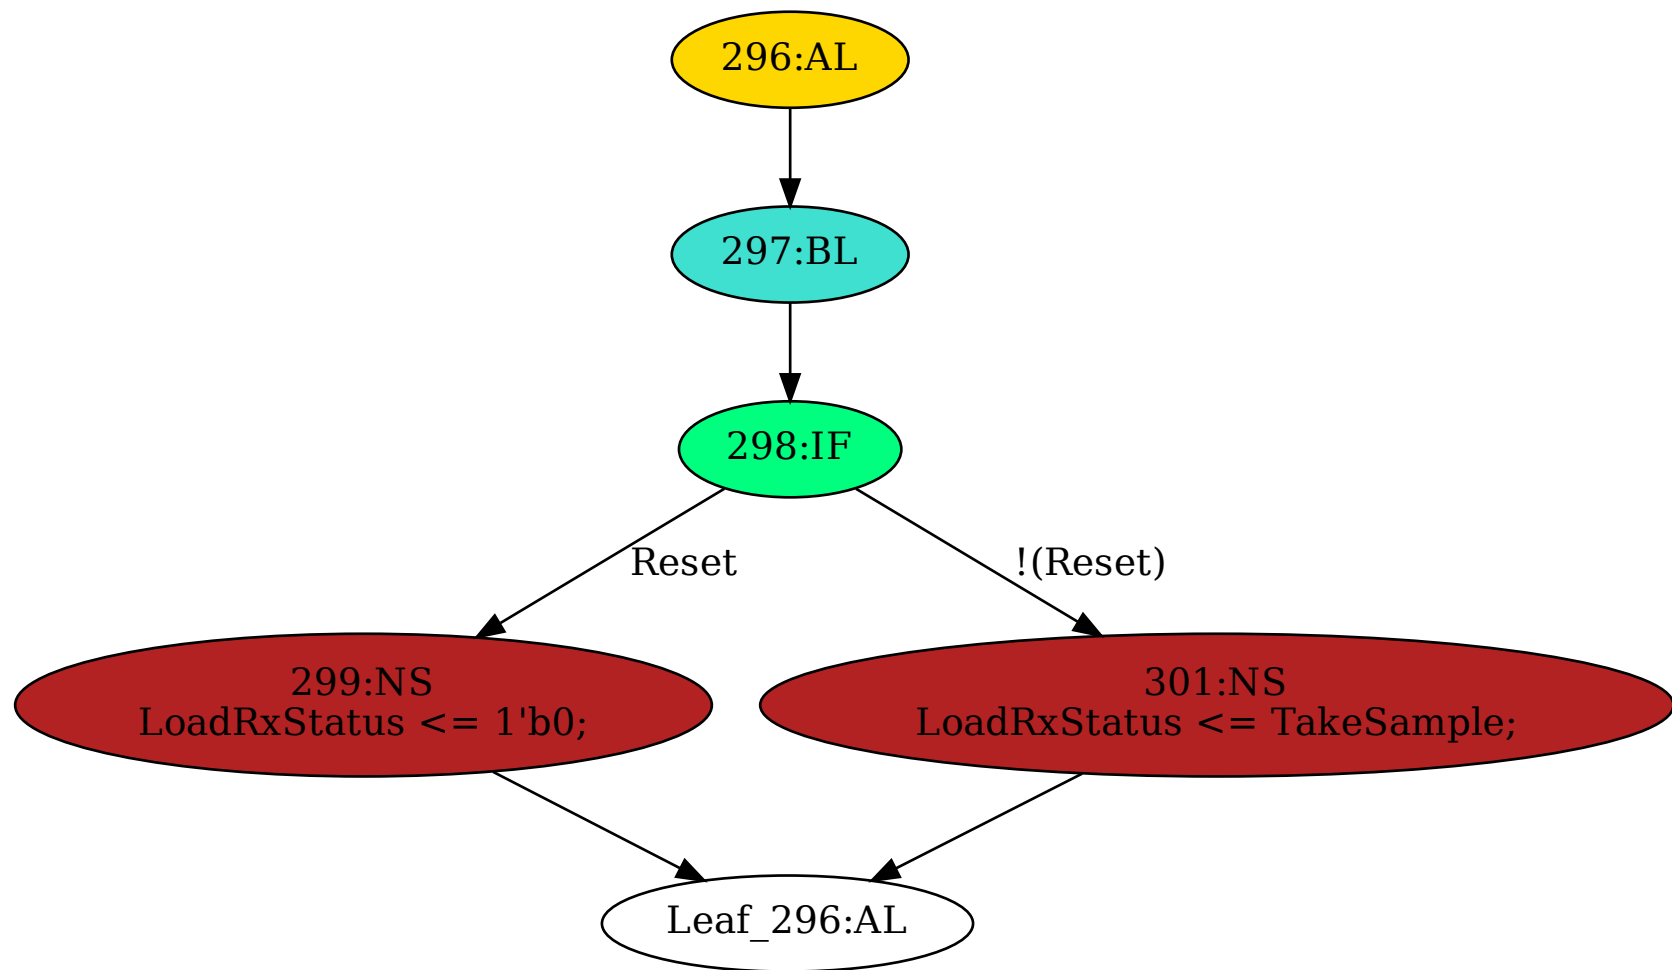 296:AL
297:BL
298:IF
Reset
!(Reset)
299:NS
LoadRxStatus <= 1'b0;
301:NS
LoadRxStatus <= TakeSample;
Leaf_296:AL